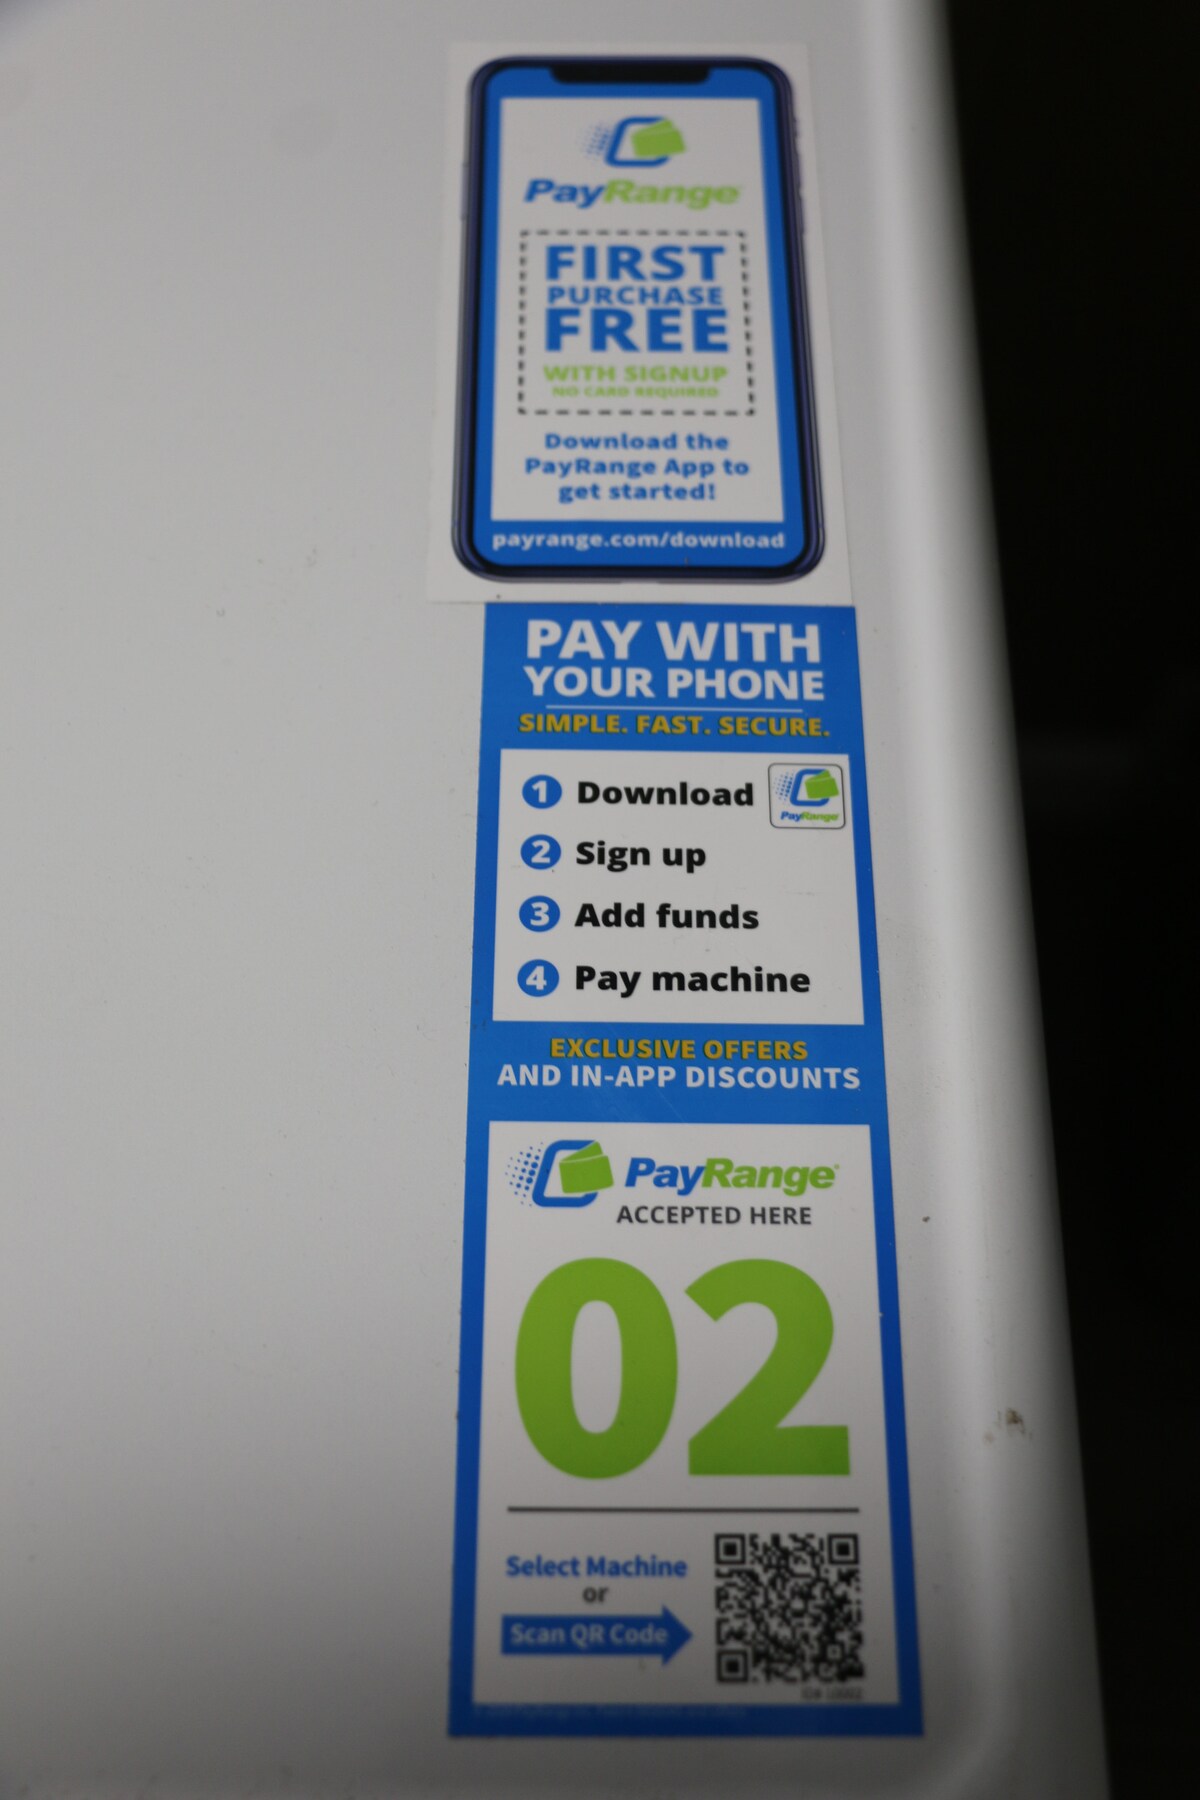 PayRange
FIRST
PURCHASE
FREE
WITH SIGNUP
NO CARD REQUIRED
Download the
PayRange App to
get started!
payrange.com/download
PAY WITH
YOUR PHONE
SIMPLE. FAST. SECURE.
1 Download
PayRange
2 Sign up
3 Add funds
4 Pay machine
EXCLUSIVE OFFERS
AND IN-APP DISCOUNTS
PayRange®
ACCEPTED HERE
02
Select Machine
or
Scan QR Code